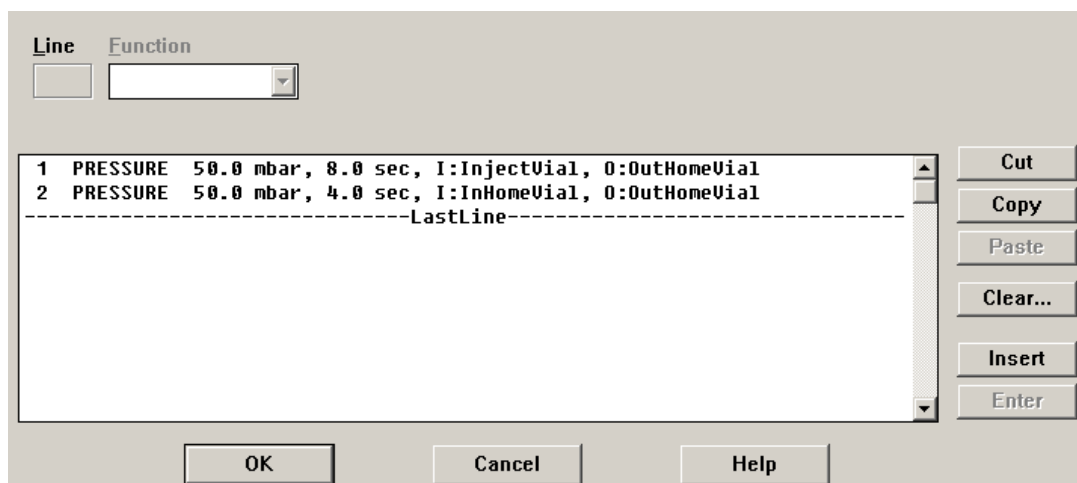 Line Function
1 PRESSURE 50.0 mbar, 8.0 sec, I:InjectVial, O:OutHomeVial
2 PRESSURE 50.0 mbar, 4.0 sec, I:InHomeVial, O:OutHomeVial
--------------------------------LastLine---------------------------------
Cut
Copy
Paste
Clear...
Insert
Enter
OK Cancel Help